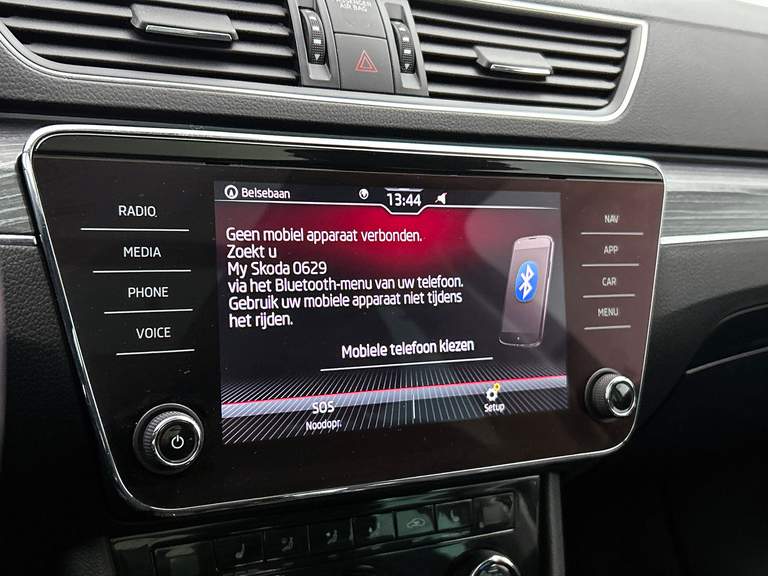 AIR BAG
Belsebaan
13:44
RADIO
MEDIA
PHONE
VOICE
Geen mobiel apparaat verbonden.
Zoekt u
My Skoda 0629
via het Bluetooth-menu van uw telefoon.
Gebruik uw mobiele apparaat niet tijdens
het rijden.
Mobiele telefoon kiezen
SOS
Noodopr.
Setup
NAV
APP
CAR
MENU